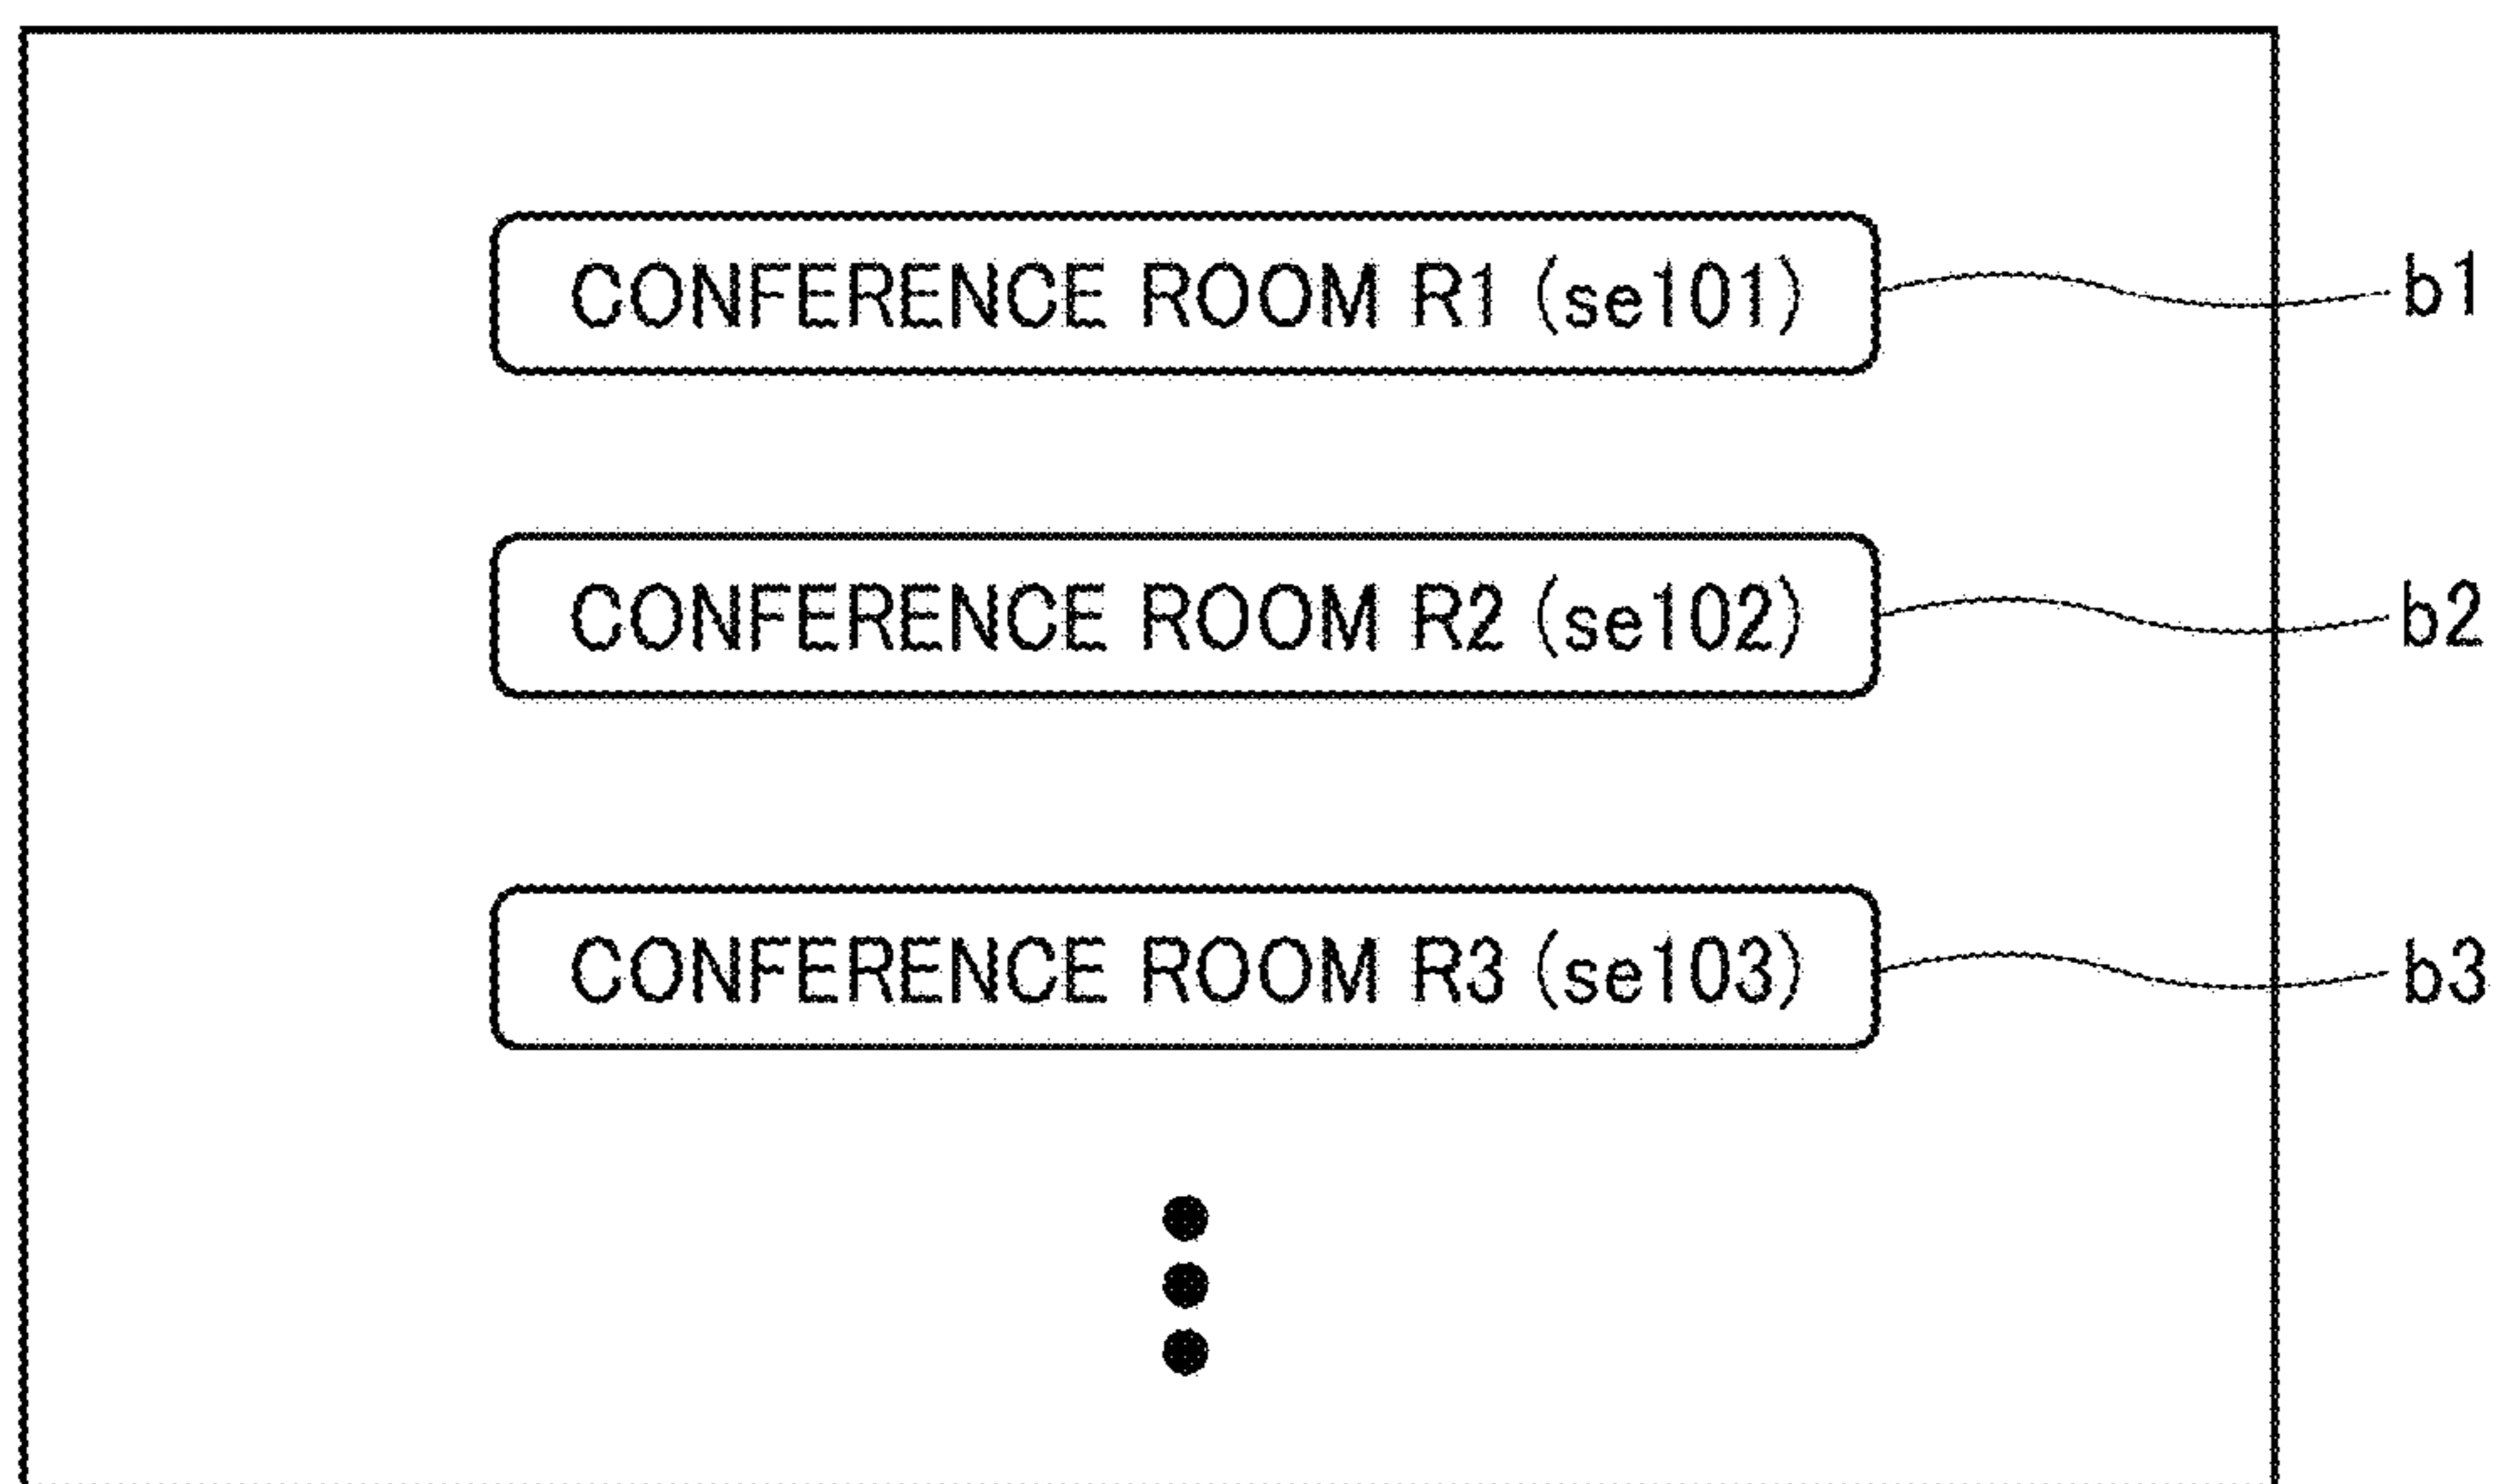 CONFERENCE ROOM R1 (se101) b1
CONFERENCE ROOM R2 (se102) b2
CONFERENCE ROOM R3 (se103) b3